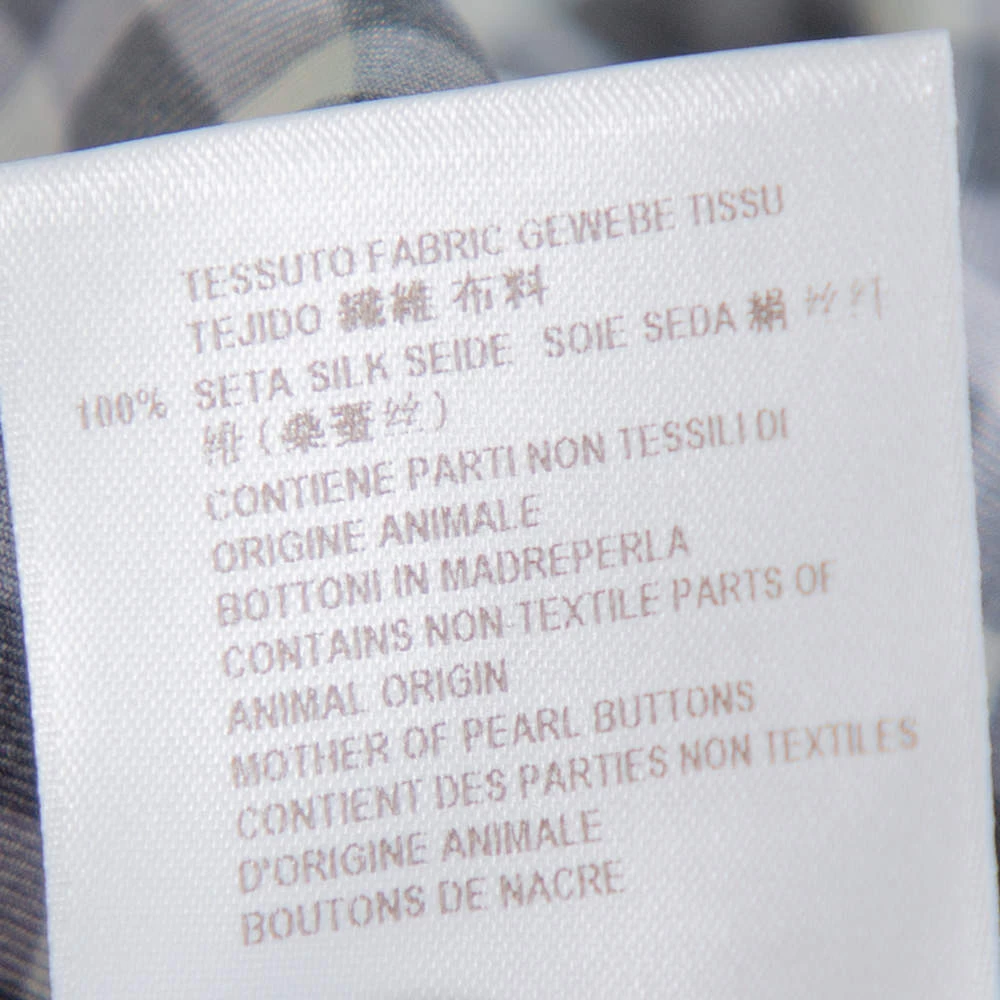 TESSUTO FABRIC GEWEBE TISSU
TEJIDO 繊維 布料
100% SETA SILK SEIDE SOIE SEDA 絹 丝纤
维(桑蚕丝)
CONTIENE PARTI NON TESSILI DI
ORIGINE ANIMALE
BOTTONI IN MADREPERLA
CONTAINS NON-TEXTILE PARTS OF
ANIMAL ORIGIN
MOTHER OF PEARL BUTTONS
CONTIENT DES PARTIES NON TEXTILES
D'ORIGINE ANIMALE
BOUTONS DE NACRE